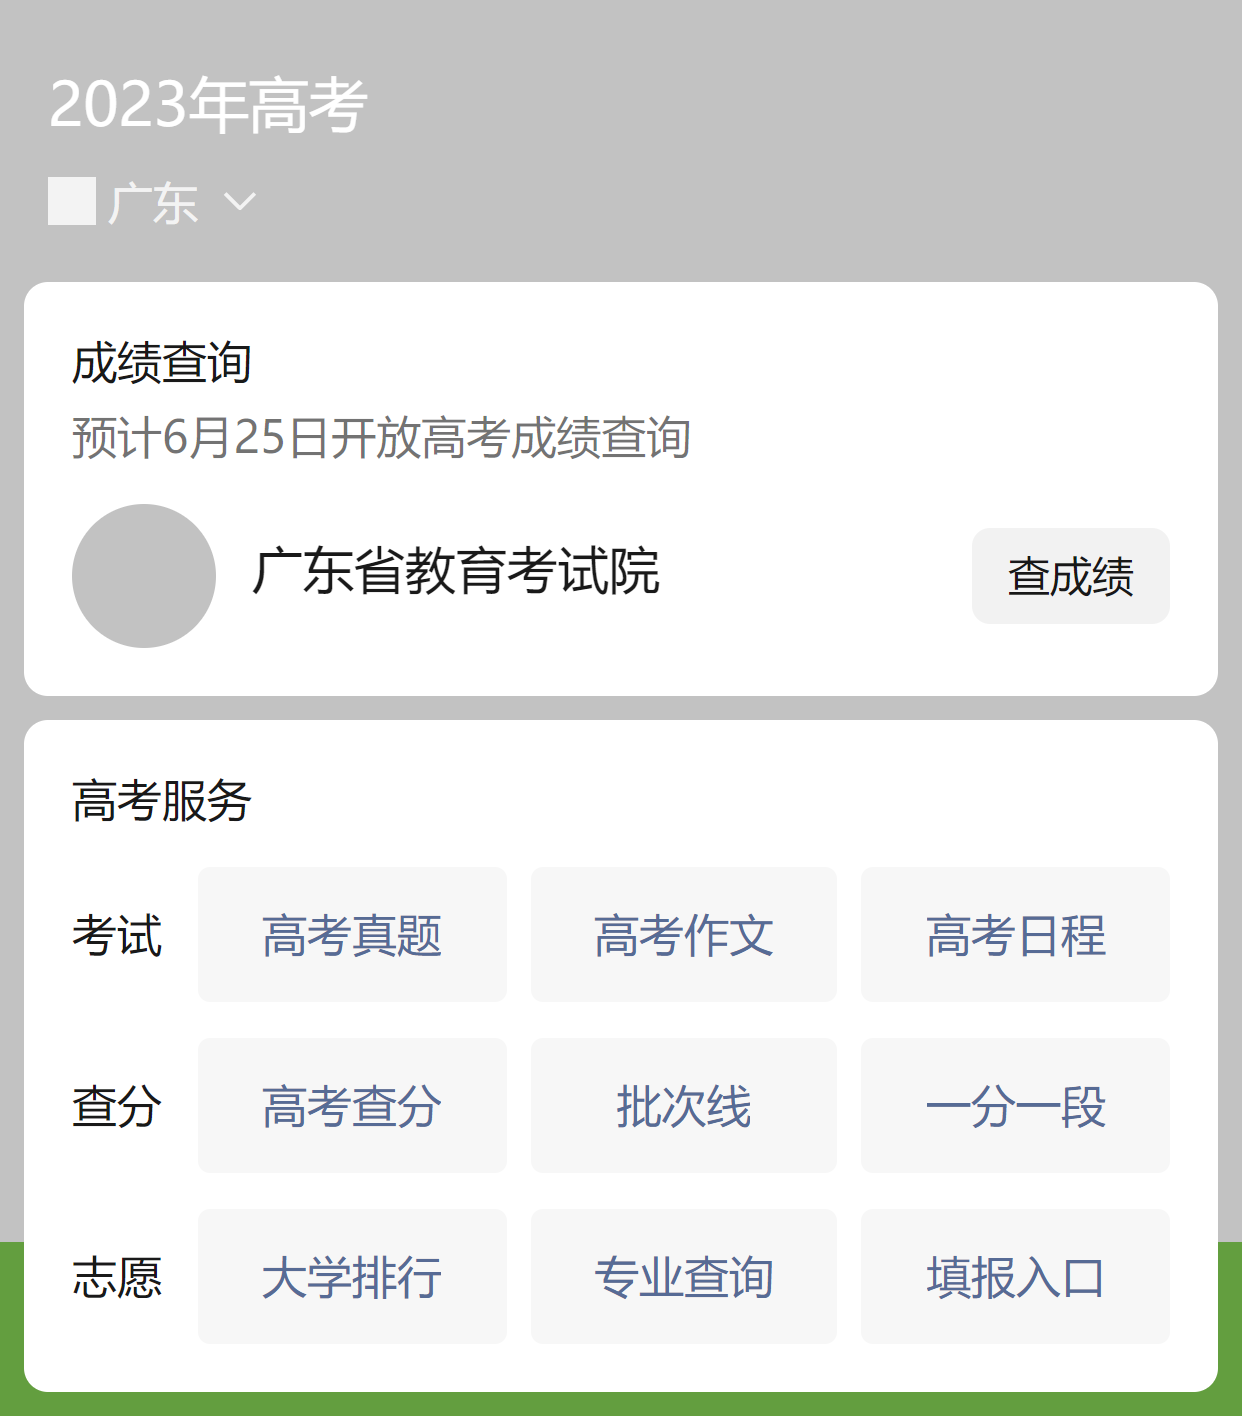 2023年高考
广东
成绩查询
预计6月25日开放高考成绩查询
广东省教育考试院
查成绩
高考服务
考试 高考真题 高考作文 高考日程
查分 高考查分 批次线 一分一段
志愿 大学排行 专业查询 填报入口